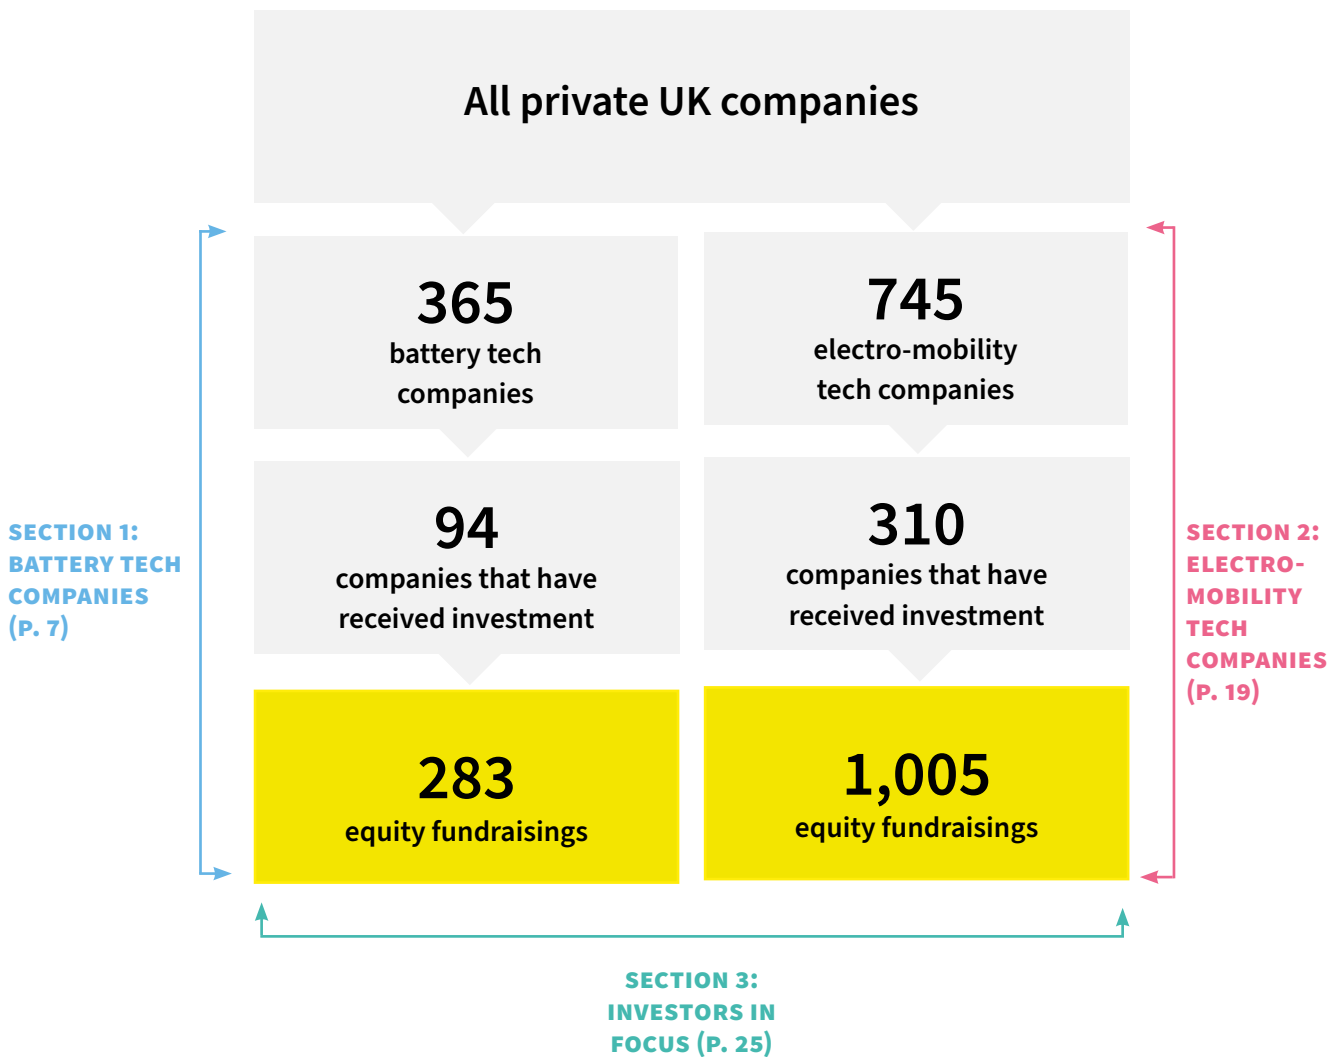 All private UK companies
365
battery tech
companies
745
electro-mobility
tech companies
94
companies that have
received investment
310
companies that have
received investment
283
equity fundraisings
1,005
equity fundraisings
SECTION 1:
BATTERY TECH
COMPANIES
(P. 7)
SECTION 2:
ELECTRO-
MOBILITY
TECH
COMPANIES
(P. 19)
SECTION 3:
INVESTORS IN
FOCUS (P. 25)